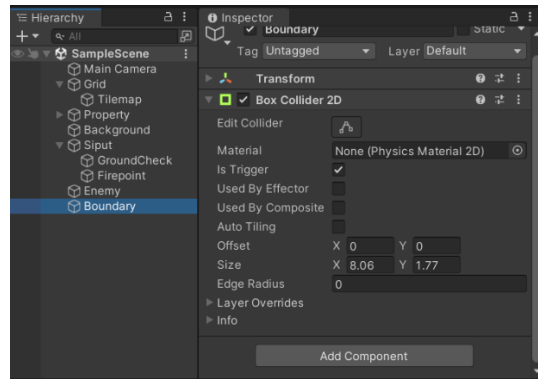 Hierarchy
All
SampleScene
Main Camera
Grid
Tilemap
Property
Background
Siput
GroundCheck
Firepoint
Enemy
Boundary
Inspector
Boundary Static
Tag Untagged Layer Default
Transform
Box Collider 2D
Edit Collider
Material None (Physics Material 2D)
Is Trigger
Used By Effector
Used By Composite
Auto Tiling
Offset X 0 Y 0
Size X 8.06 Y 1.77
Edge Radius 0
Layer Overrides
Info
Add Component